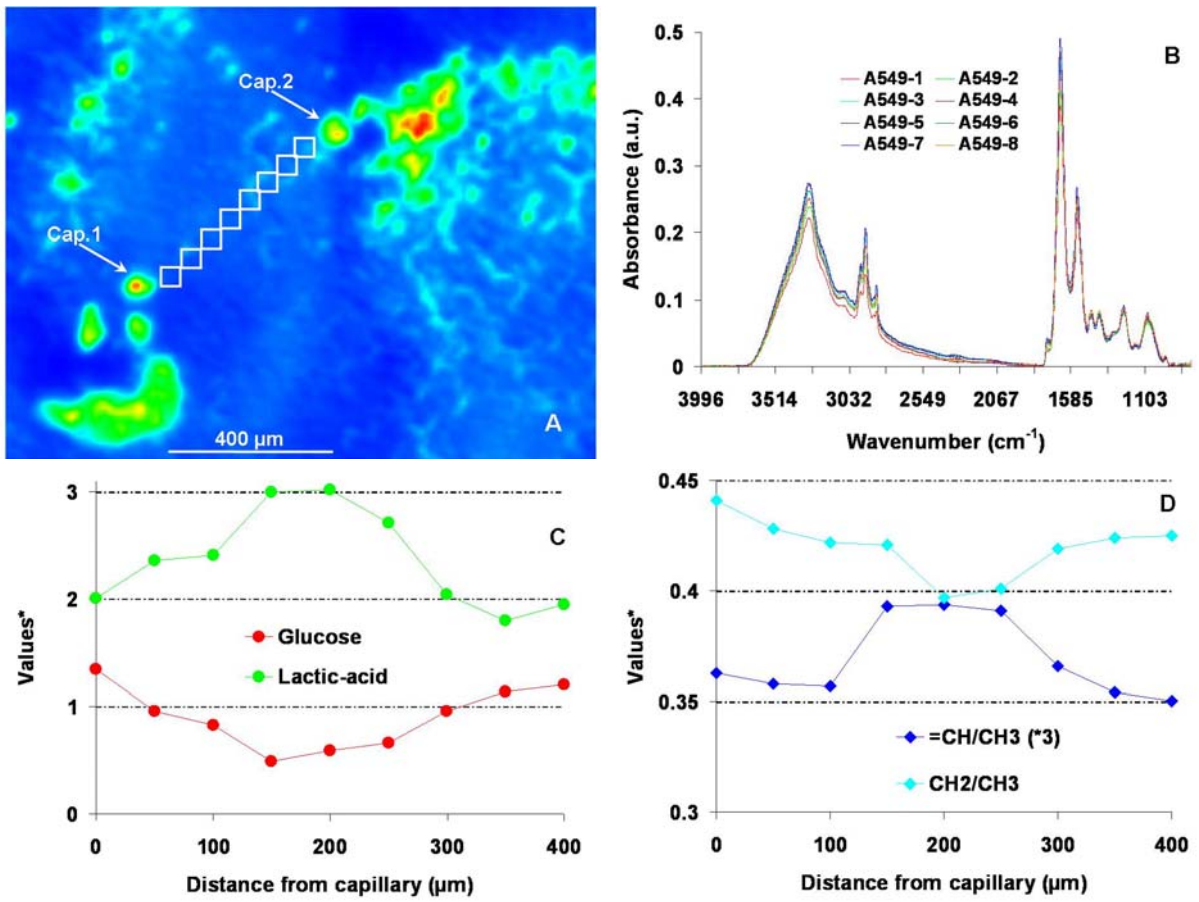 Cap.2
Cap.1
400 µm
A
B
0.5
0.4
0.3
0.2
0.1
0
Absorbance (a.u.)
A549-1 A549-2
A549-3 A549-4
A549-5 A549-6
A549-7 A549-8
3996 3514 3032 2549 2067 1585 1103
Wavenumber (cm-1)
C
3
2
1
0
Values*
Glucose
Lactic-acid
0 100 200 300 400
Distance from capillary (µm)
D
0.45
0.4
0.35
0.3
Values*
=CH/CH3 (*3)
CH2/CH3
0 100 200 300 400
Distance from capillary (µm)